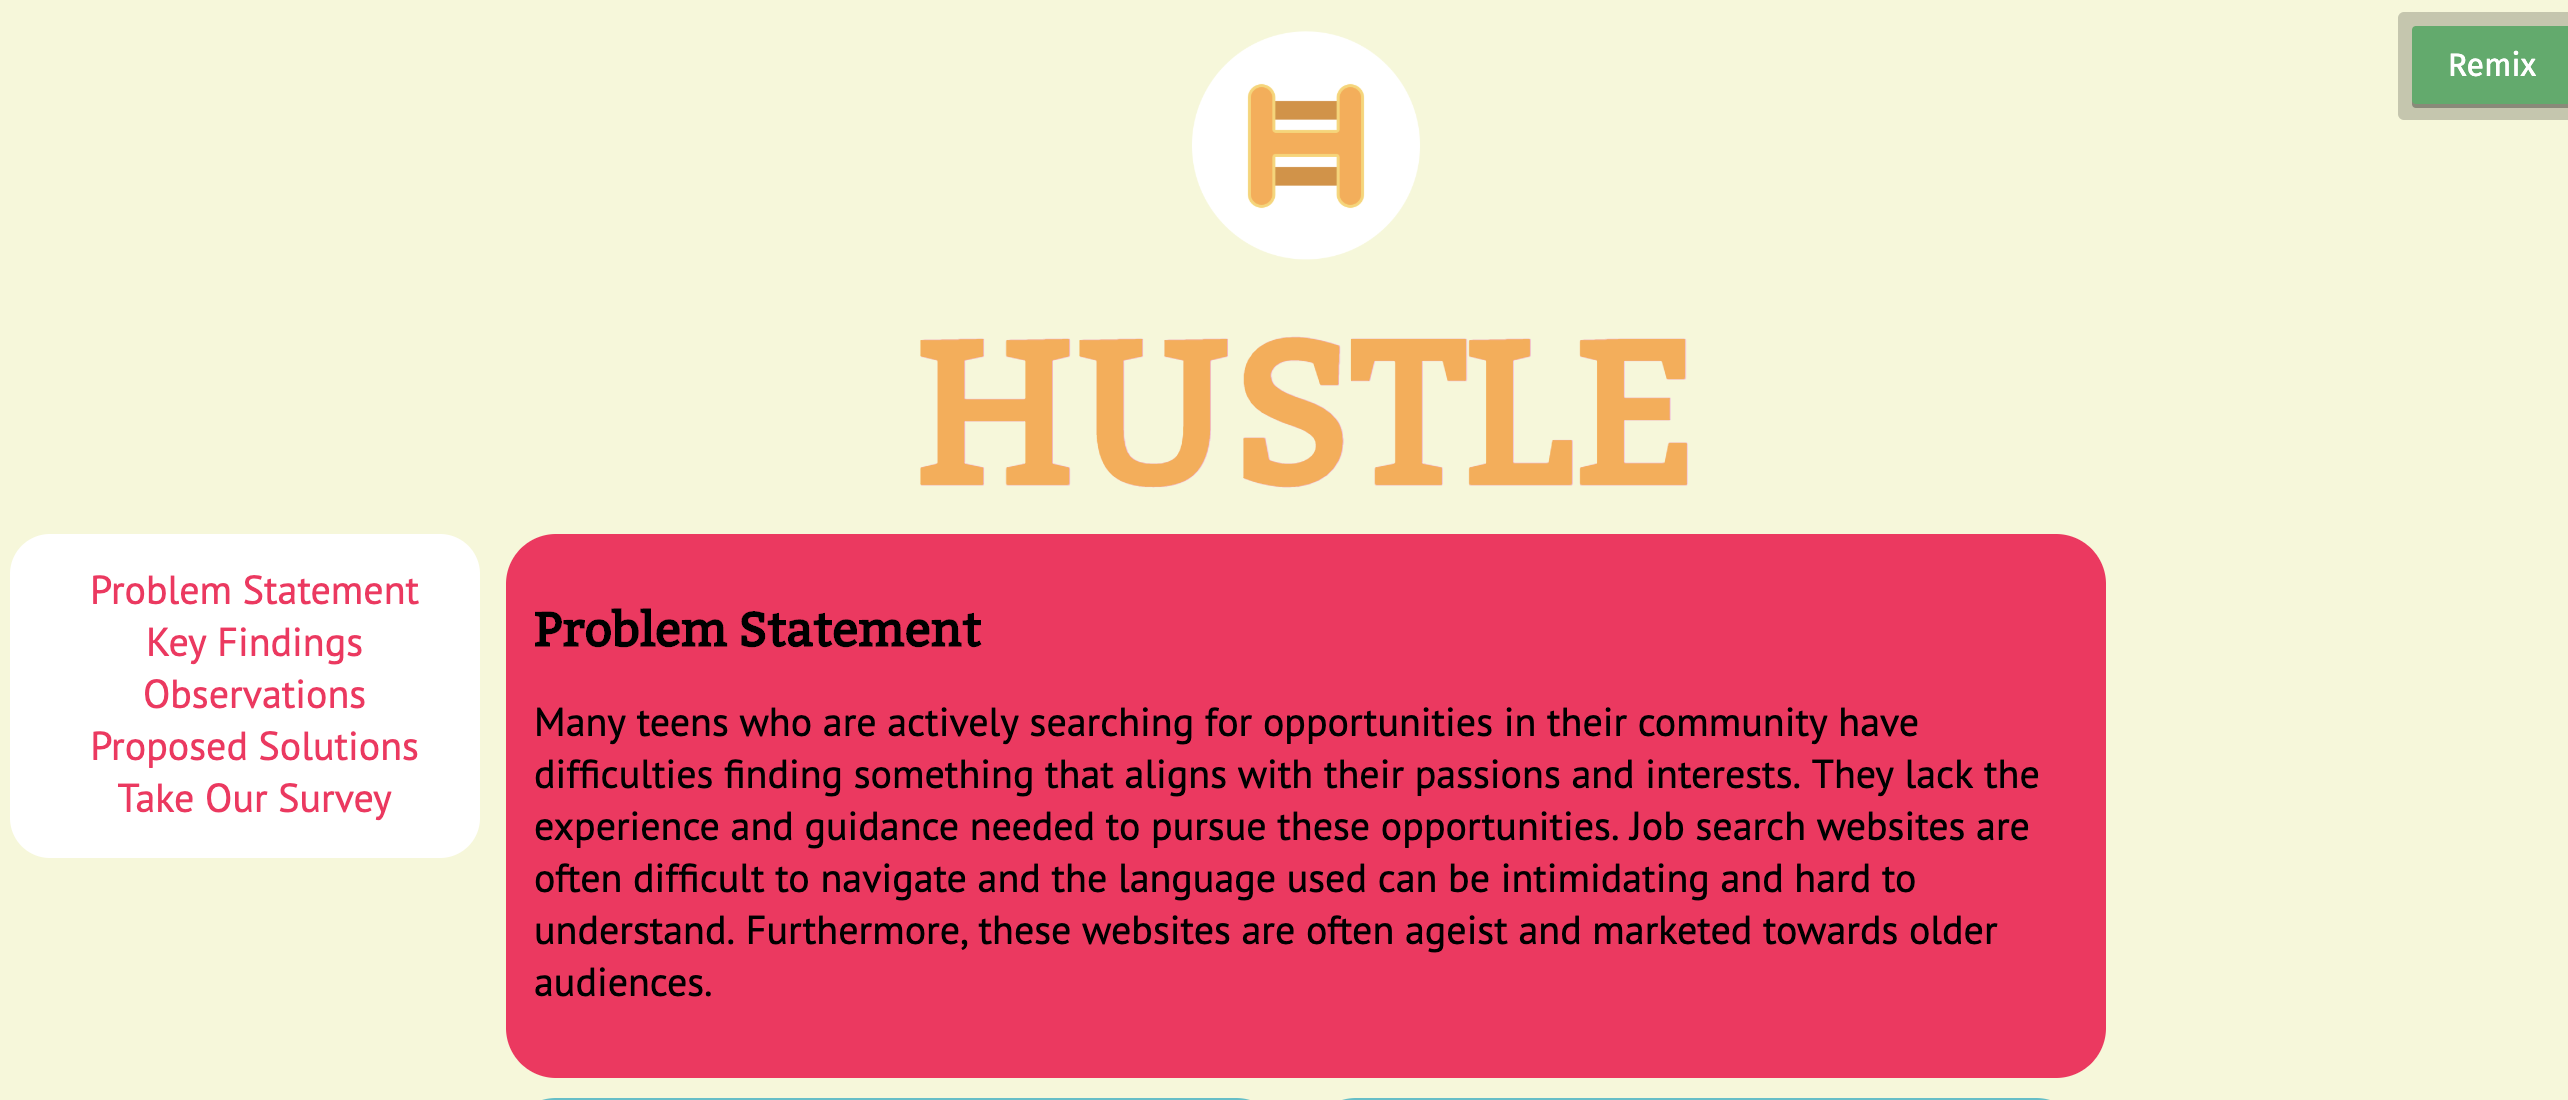 Remix
HUSTLE
Problem Statement
Key Findings
Observations
Proposed Solutions
Take Our Survey
Problem Statement
Many teens who are actively searching for opportunities in their community have
difficulties finding something that aligns with their passions and interests. They lack the
experience and guidance needed to pursue these opportunities. Job search websites are
often difficult to navigate and the language used can be intimidating and hard to
understand. Furthermore, these websites are often ageist and marketed towards older
audiences.